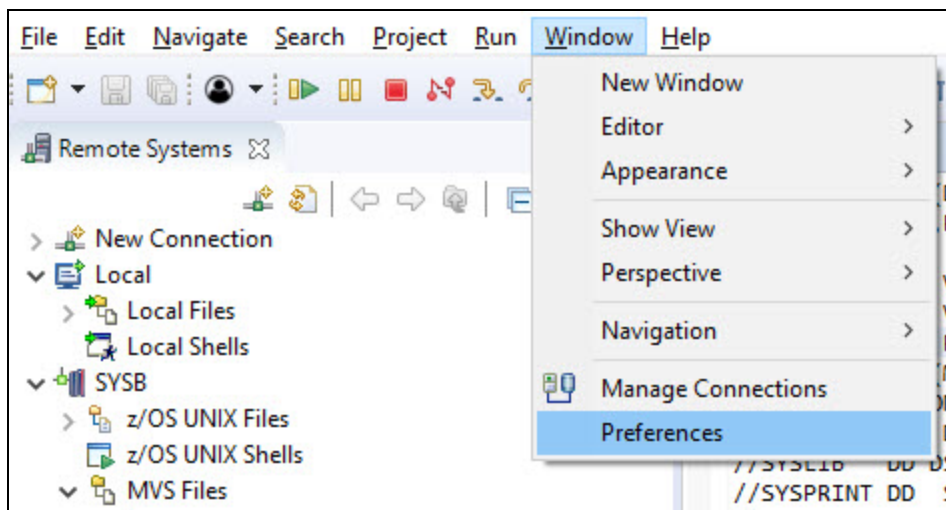 File Edit Navigate Search Project Run Window Help
New Window
Editor
Appearance
Show View
Perspective
Navigation
Manage Connections
Preferences
Remote Systems
New Connection
Local
Local Files
Local Shells
SYSB
z/OS UNIX Files
z/OS UNIX Shells
MVS Files
//SYSLIB DD
//SYSPRINT DD